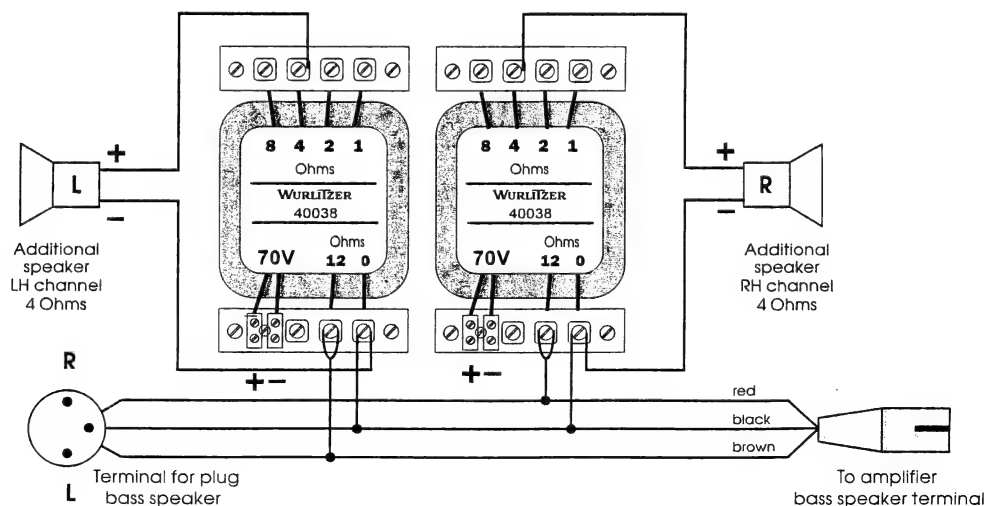 8 4 2 1
Ohms
WURLITZER
40038
Ohms
70V 12 0
+ −
8 4 2 1
Ohms
WURLITZER
40038
Ohms
70V 12 0
+ −
+
L
−
Additional
speaker
LH channel
4 Ohms
+
R
−
Additional
speaker
RH channel
4 Ohms
R
L
Terminal for plug
bass speaker
red
black
brown
To amplifier
bass speaker terminal